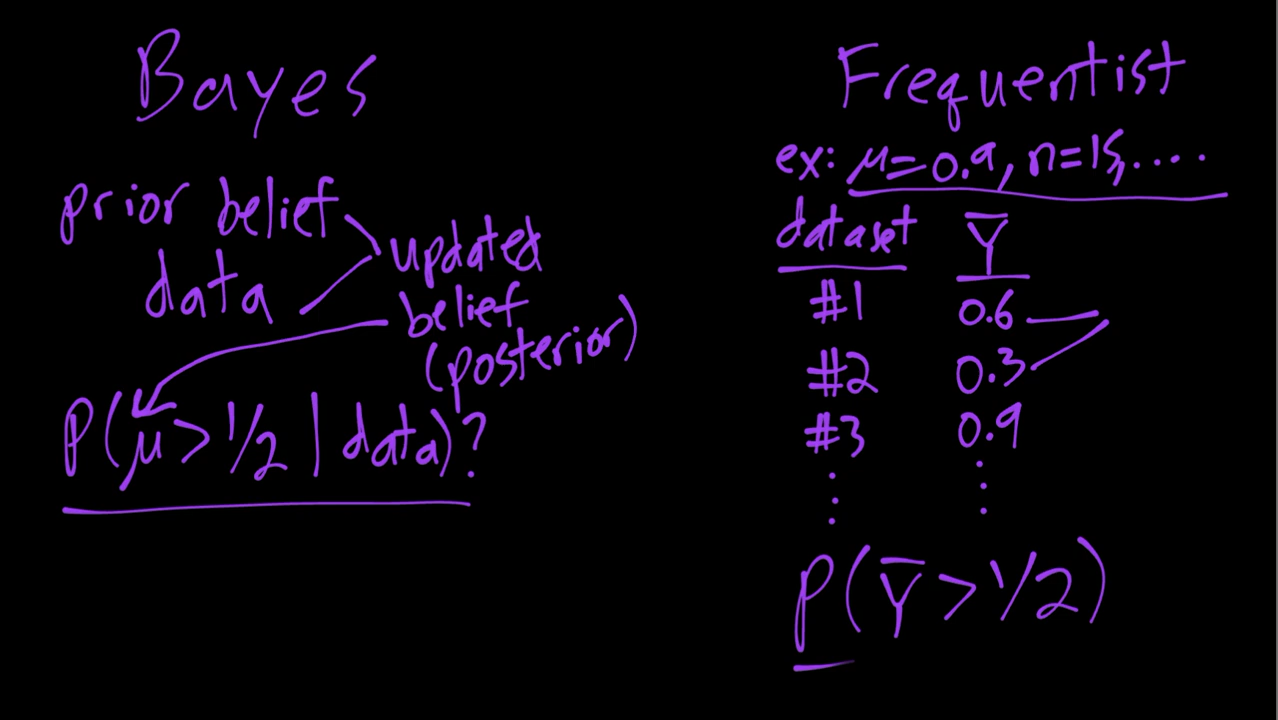 Bayes
prior belief
data
updated
belief
(posterior)
P(μ > 1/2 | data)?
Frequentist
ex: μ = 0.9, n = 15, ....
dataset Y̅
#1 0.6
#2 0.3
#3 0.9
⋮ ⋮
P(Y̅ > 1/2)